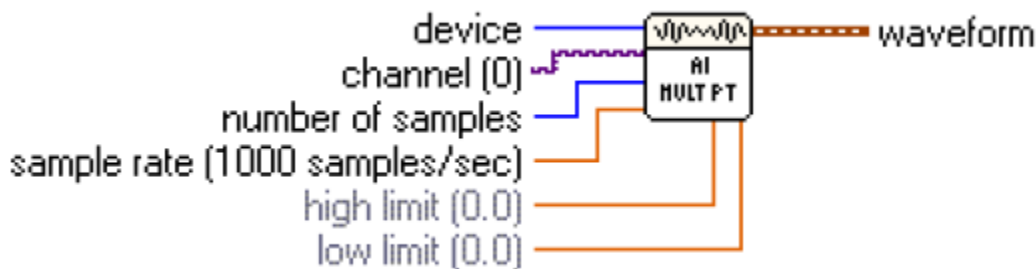 device
waveform
channel (0)
AI
MULT PT
number of samples
sample rate (1000 samples/sec)
high limit (0.0)
low limit (0.0)